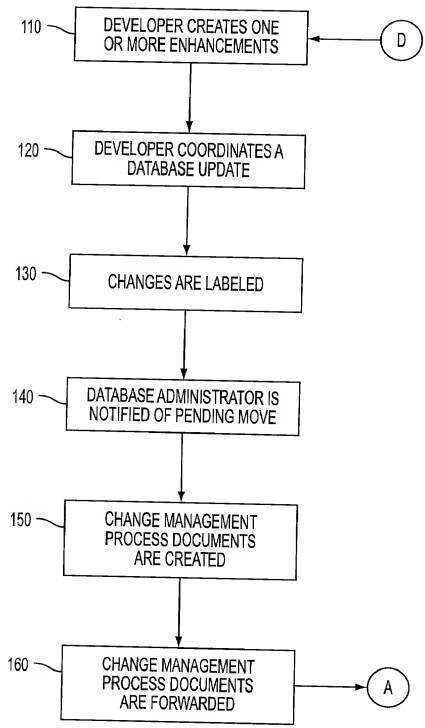 110
DEVELOPER CREATES ONE
OR MORE ENHANCEMENTS
D
120
DEVELOPER COORDINATES A
DATABASE UPDATE
130
CHANGES ARE LABELED
140
DATABASE ADMINISTRATOR IS
NOTIFIED OF PENDING MOVE
150
CHANGE MANAGEMENT
PROCESS DOCUMENTS
ARE CREATED
160
CHANGE MANAGEMENT
PROCESS DOCUMENTS
ARE FORWARDED
A